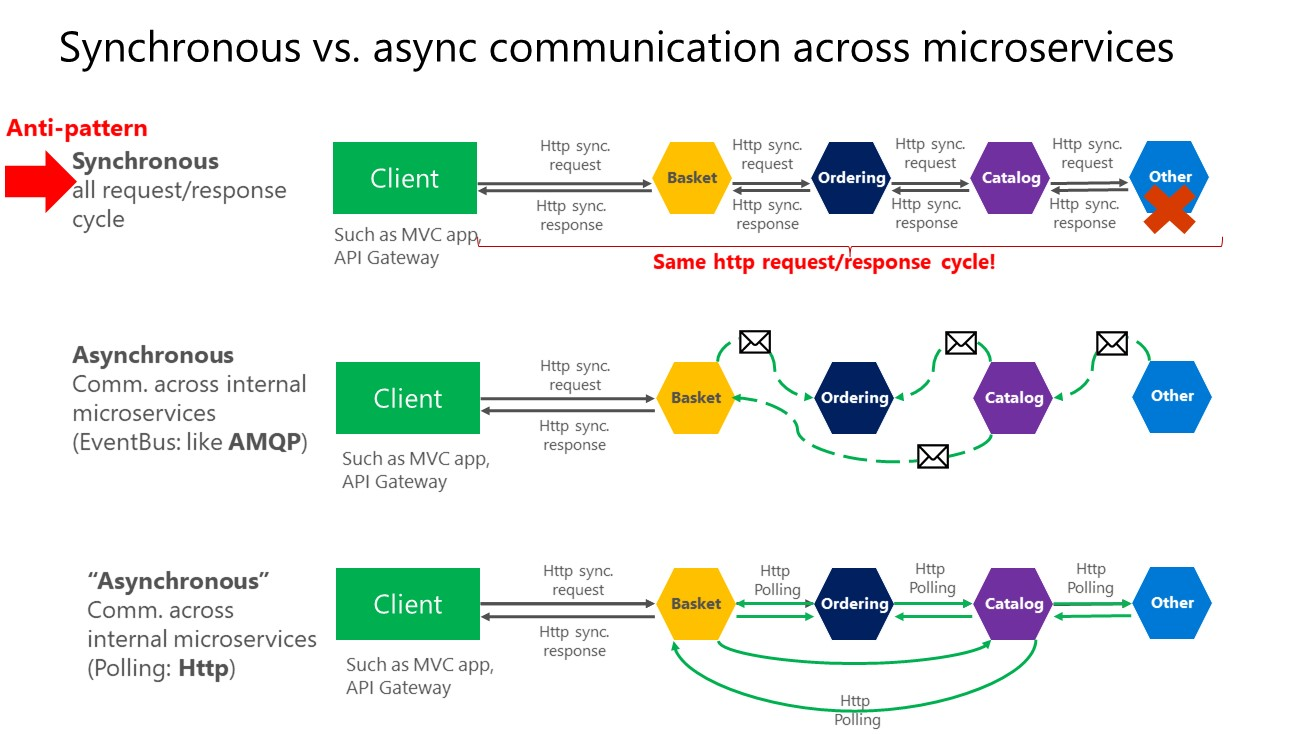 Synchronous vs. async communication across microservices
Anti-pattern
Synchronous
all request/response
cycle
Client
Such as MVC app,
API Gateway
Http sync.
request
Http sync.
response
Basket
Http sync.
request
Http sync.
response
Ordering
Http sync.
request
Http sync.
response
Catalog
Http sync.
request
Http sync.
response
Other
Same http request/response cycle!
Asynchronous
Comm. across internal
microservices
(EventBus: like AMQP)
Client
Such as MVC app,
API Gateway
Http sync.
request
Http sync.
response
Basket
Ordering
Catalog
Other
“Asynchronous”
Comm. across
internal microservices
(Polling: Http)
Client
Such as MVC app,
API Gateway
Http sync.
request
Http sync.
response
Basket
Http
Polling
Ordering
Http
Polling
Catalog
Http
Polling
Other
Http
Polling